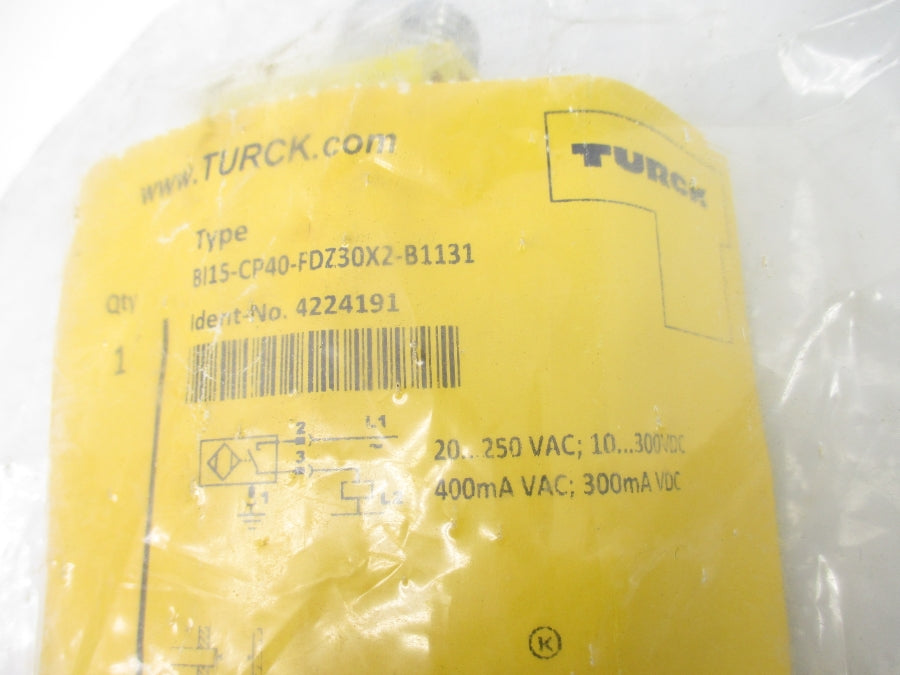 www.TURCK.com
TURCK
Type
BI15-CP40-FDZ30X2-B1131
Ident-No. 4224191
Qty
1
2
L1
3
L2
1
20...250 VAC; 10...300VDC
400mA VAC; 300mA VDC
K